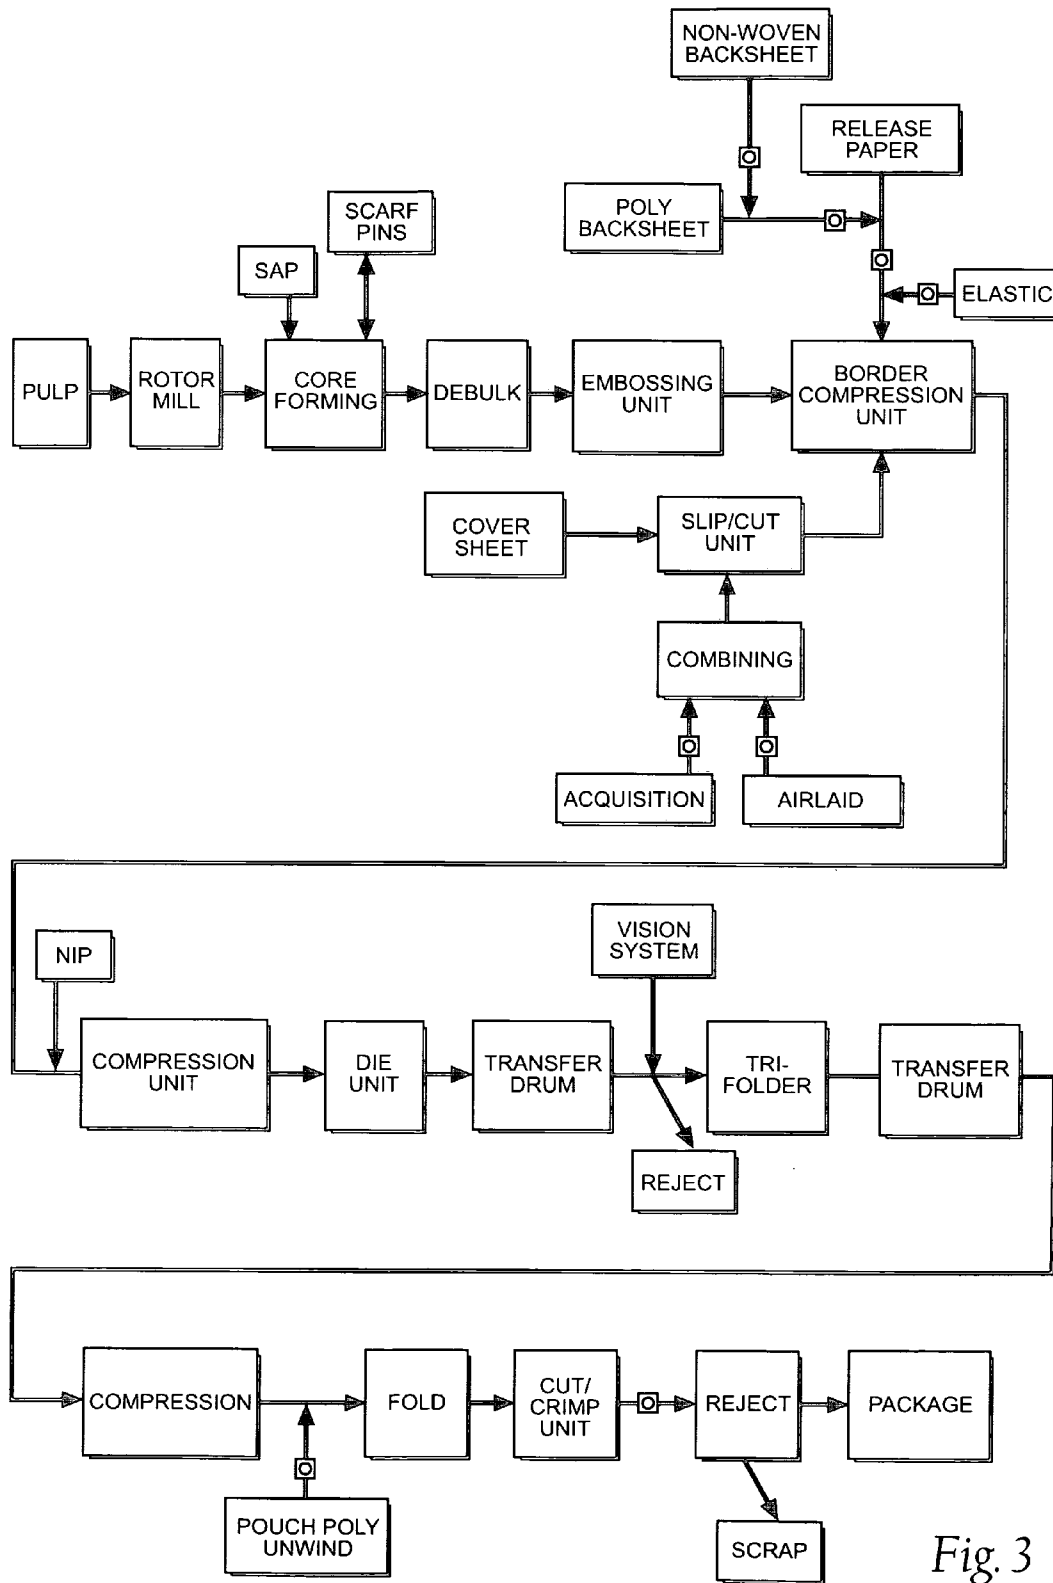 NON-WOVEN
BACKSHEET
RELEASE
PAPER
POLY
BACKSHEET
SCARF
PINS
SAP
ELASTIC
PULP
ROTOR
MILL
CORE
FORMING
DEBULK
EMBOSSING
UNIT
BORDER
COMPRESSION
UNIT
COVER
SHEET
SLIP/CUT
UNIT
COMBINING
ACQUISITION
AIRLAID
NIP
VISION
SYSTEM
COMPRESSION
UNIT
DIE
UNIT
TRANSFER
DRUM
TRI-
FOLDER
TRANSFER
DRUM
REJECT
COMPRESSION
FOLD
CUT/
CRIMP
UNIT
REJECT
PACKAGE
POUCH POLY
UNWIND
SCRAP
Fig. 3